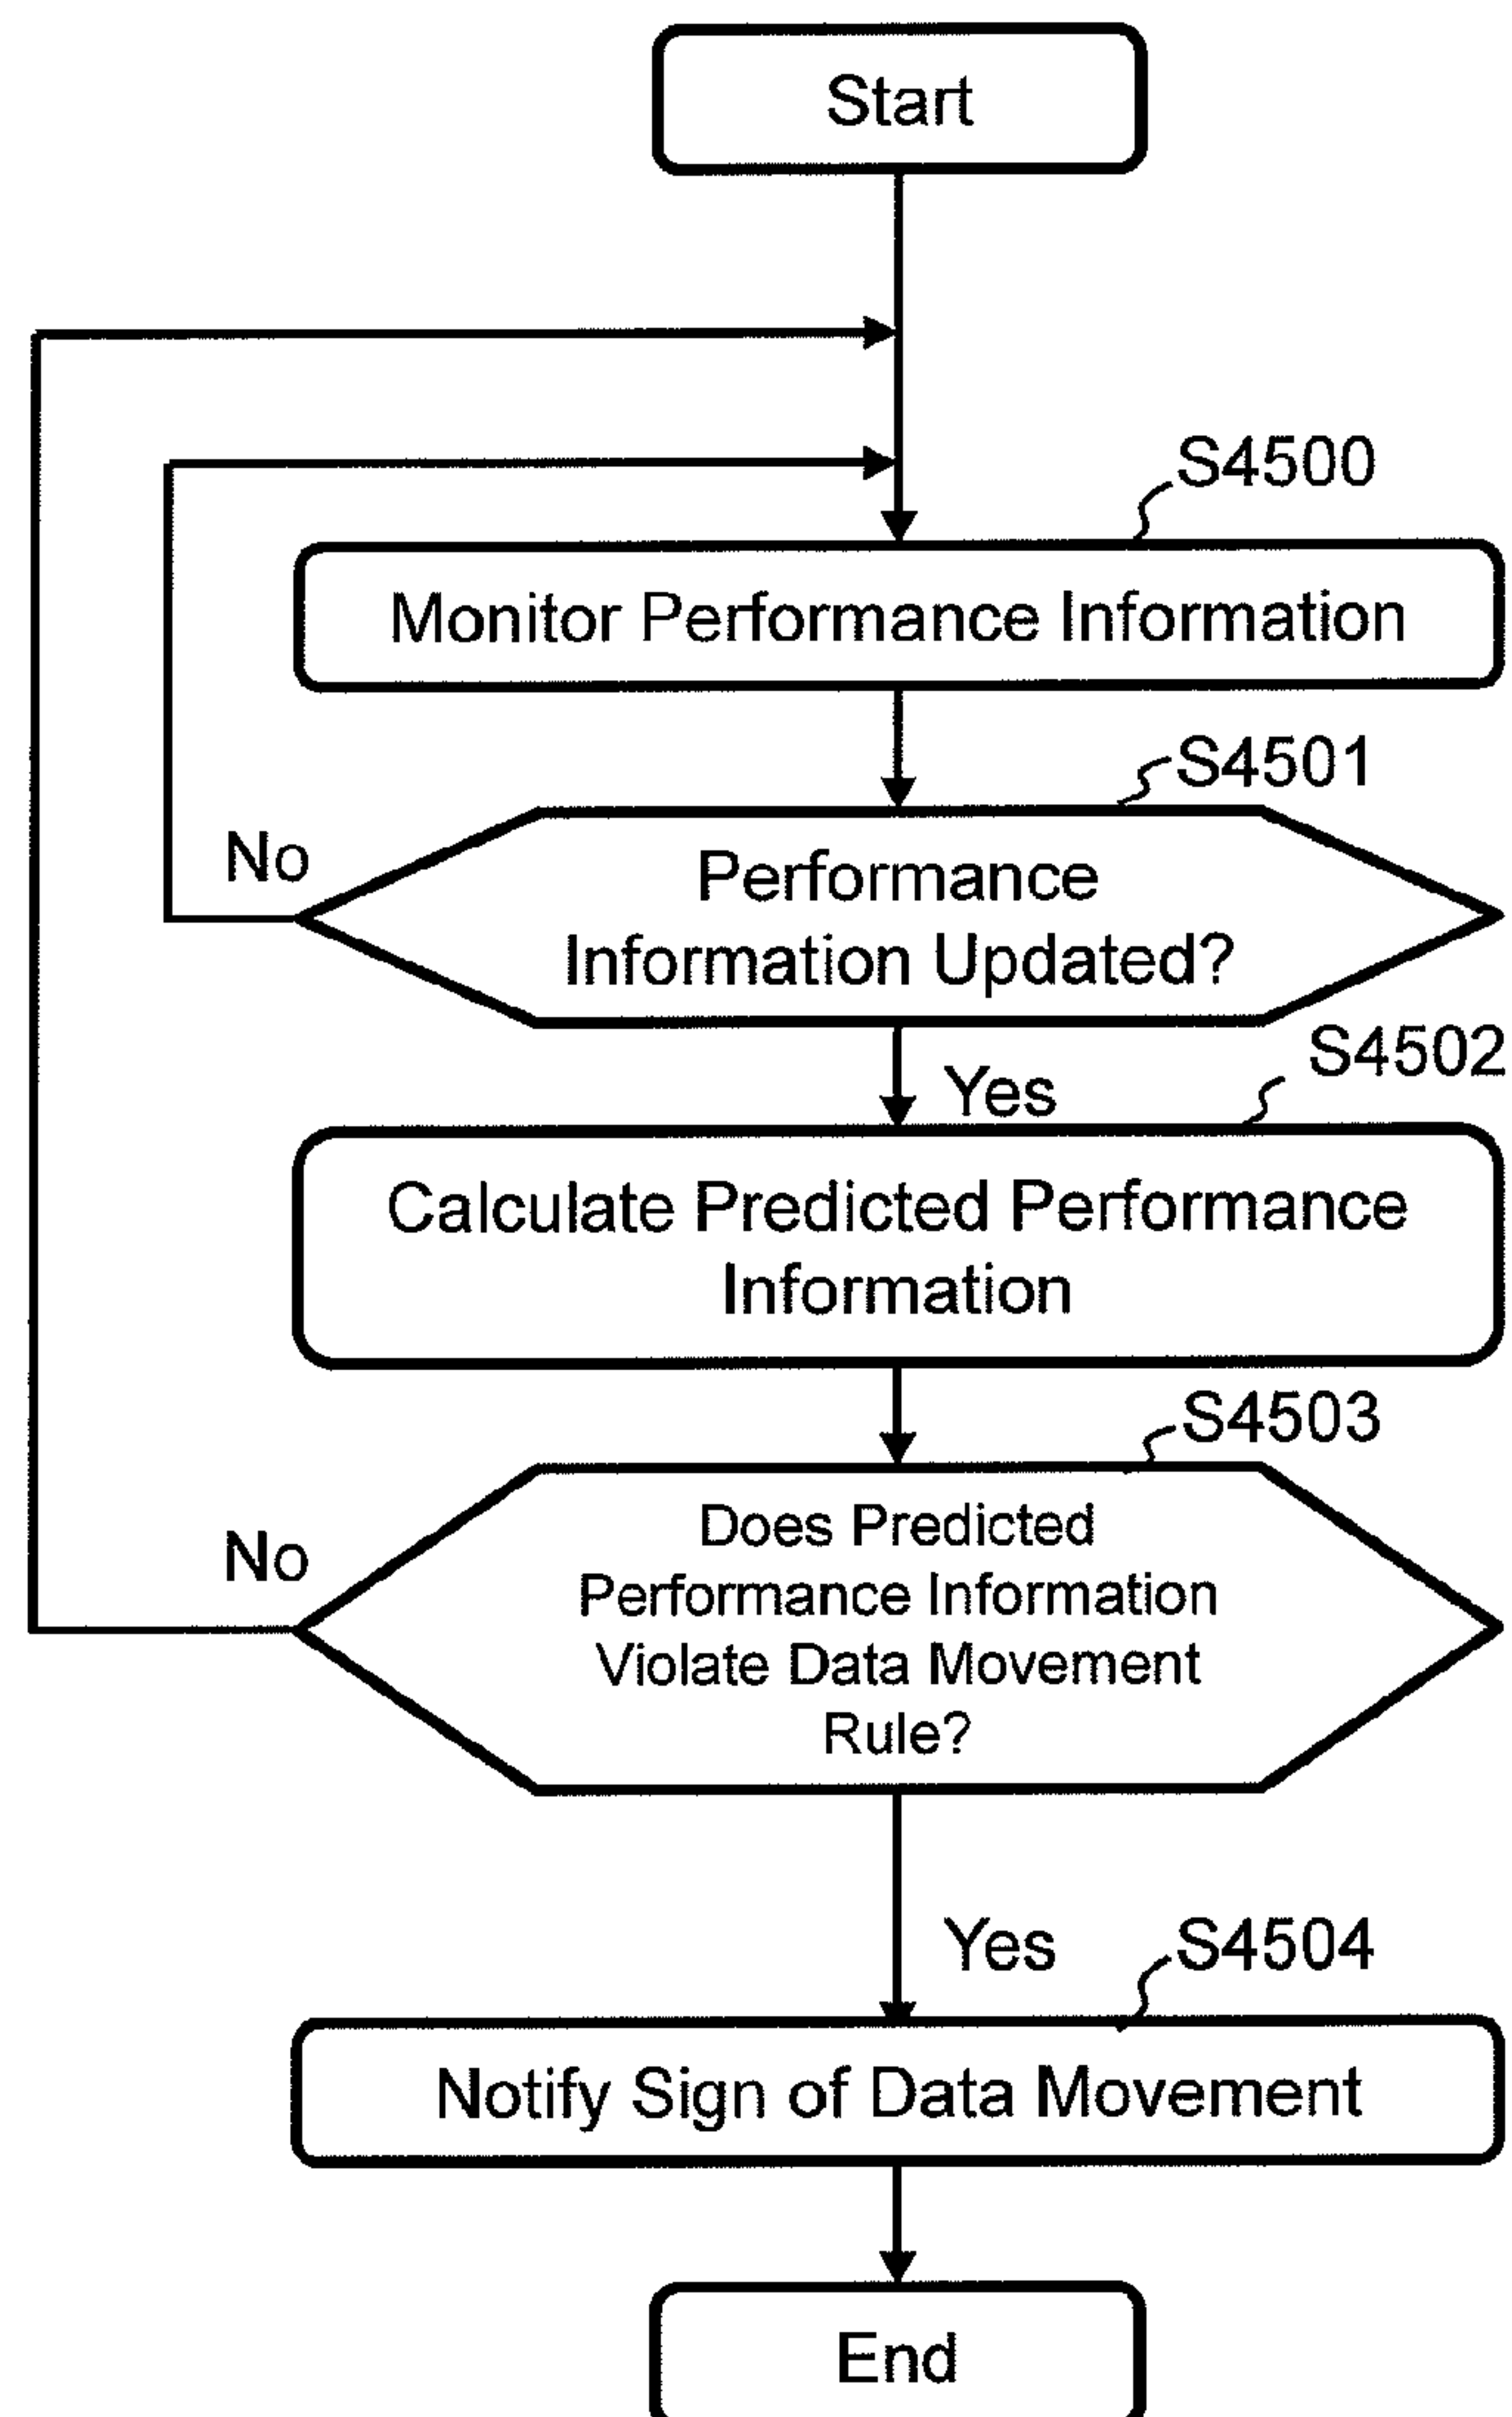 Start
S4500
Monitor Performance Information
S4501
No
Performance
Information Updated?
S4502
Yes
Calculate Predicted Performance
Information
S4503
No
Does Predicted
Performance Information
Violate Data Movement
Rule?
Yes
S4504
Notify Sign of Data Movement
End